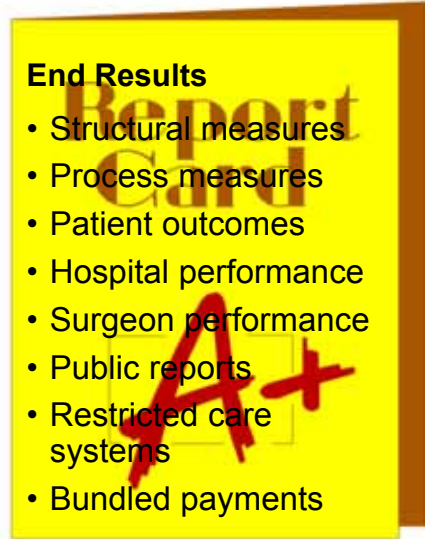 End Results
Report
Card
• Structural measures
• Process measures
• Patient outcomes
• Hospital performance
• Surgeon performance
• Public reports
• Restricted care
systems
• Bundled payments
A+